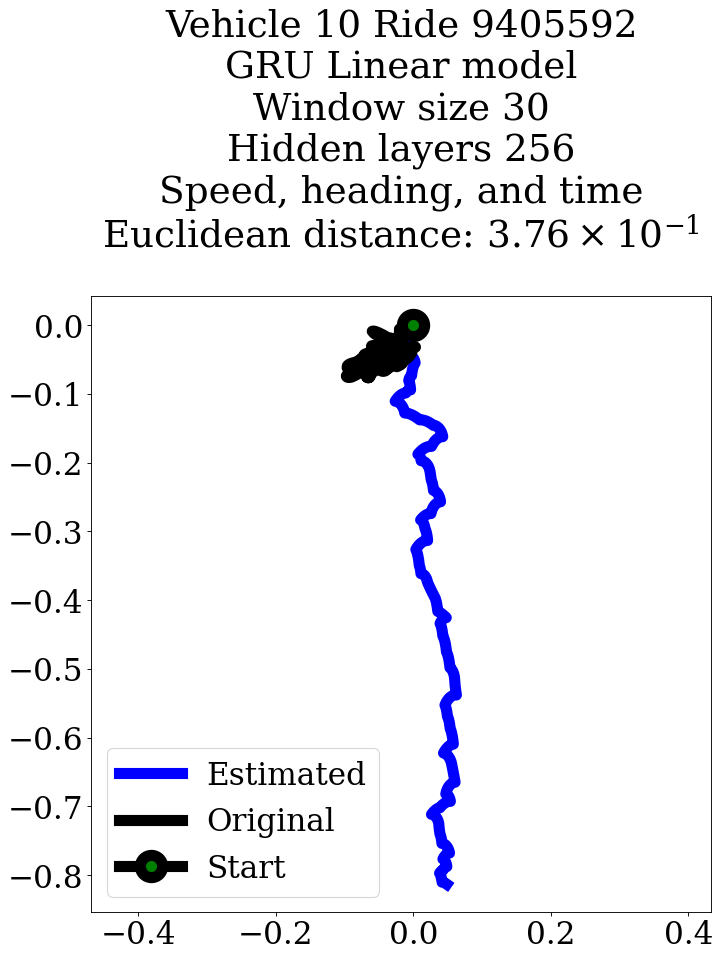 Vehicle 10 Ride 9405592
GRU Linear model
Window size 30
Hidden layers 256
Speed, heading, and time
Euclidean distance: 3.76 × 10⁻¹
0.0
−0.1
−0.2
−0.3
−0.4
−0.5
−0.6
−0.7
−0.8
Estimated
Original
Start
−0.4 −0.2 0.0 0.2 0.4